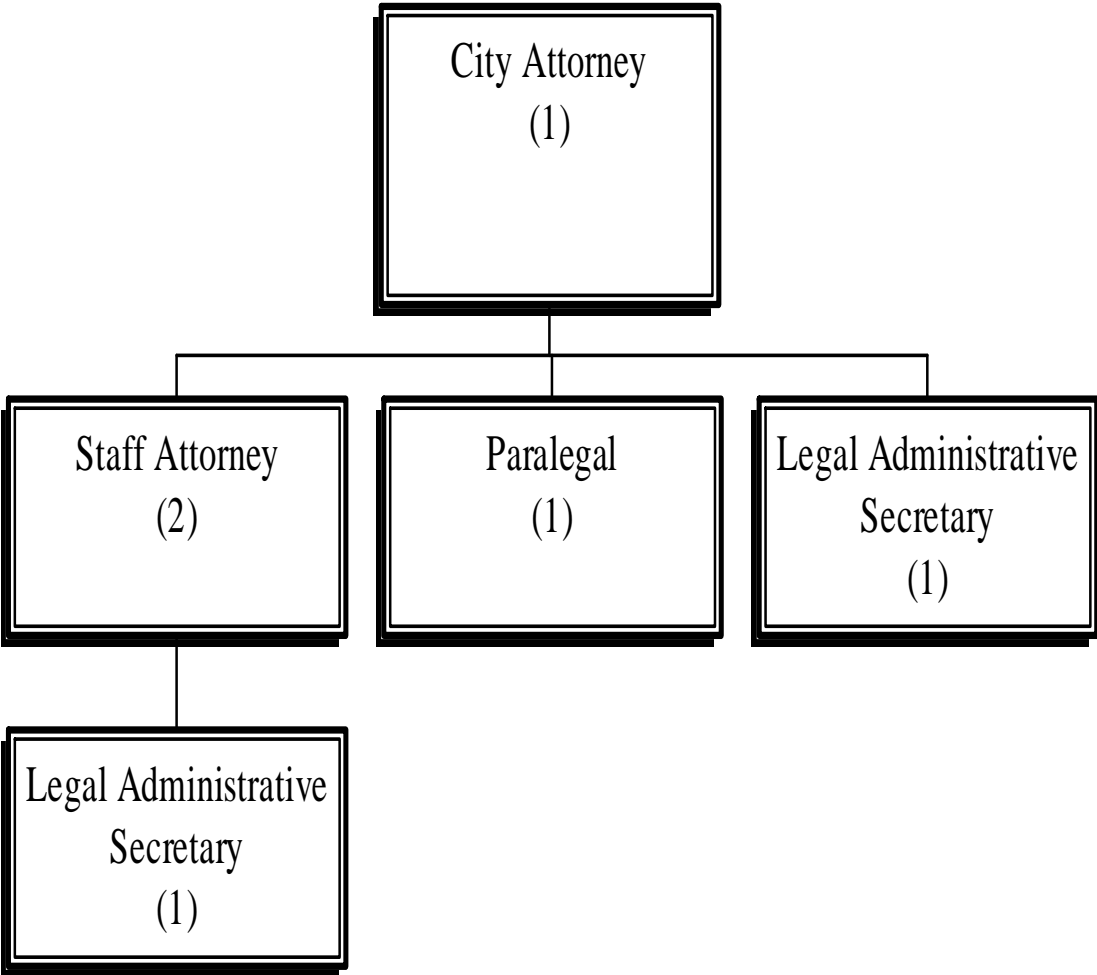 City Attorney
(1)
Staff Attorney
(2)
Paralegal
(1)
Legal Administrative
Secretary
(1)
Legal Administrative
Secretary
(1)